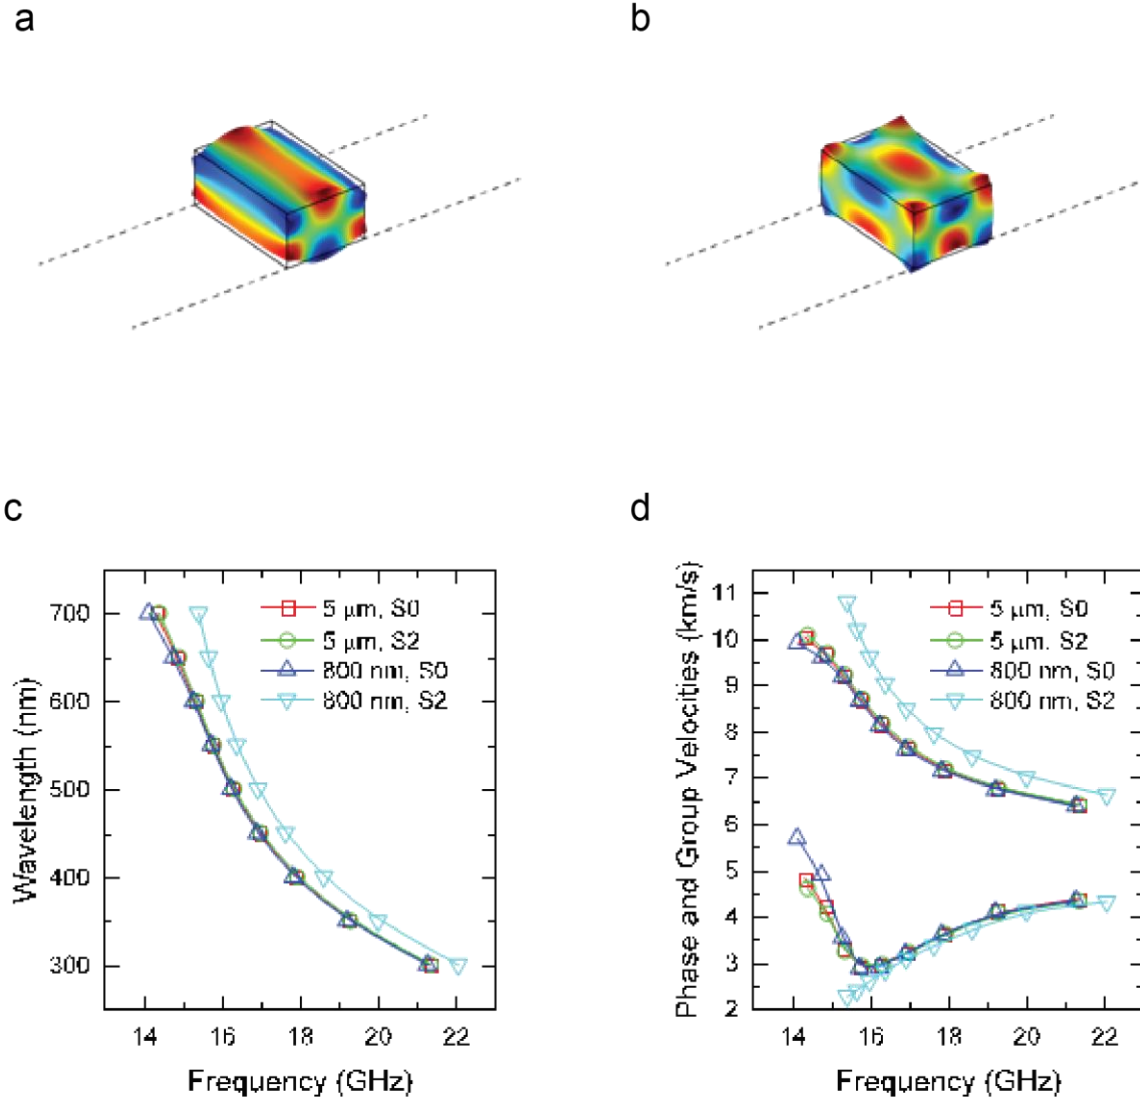 a
b
c
d
700
600
500
400
300
Wavelength (nm)
5 μm, S0
5 μm, S2
800 nm, S0
800 nm, S2
14 16 18 20 22
Frequency (GHz)
11
10
9
8
7
6
5
4
3
2
Phase and Group Velocities (km/s)
5 μm, S0
5 μm, S2
800 nm, S0
800 nm, S2
14 16 18 20 22
Frequency (GHz)